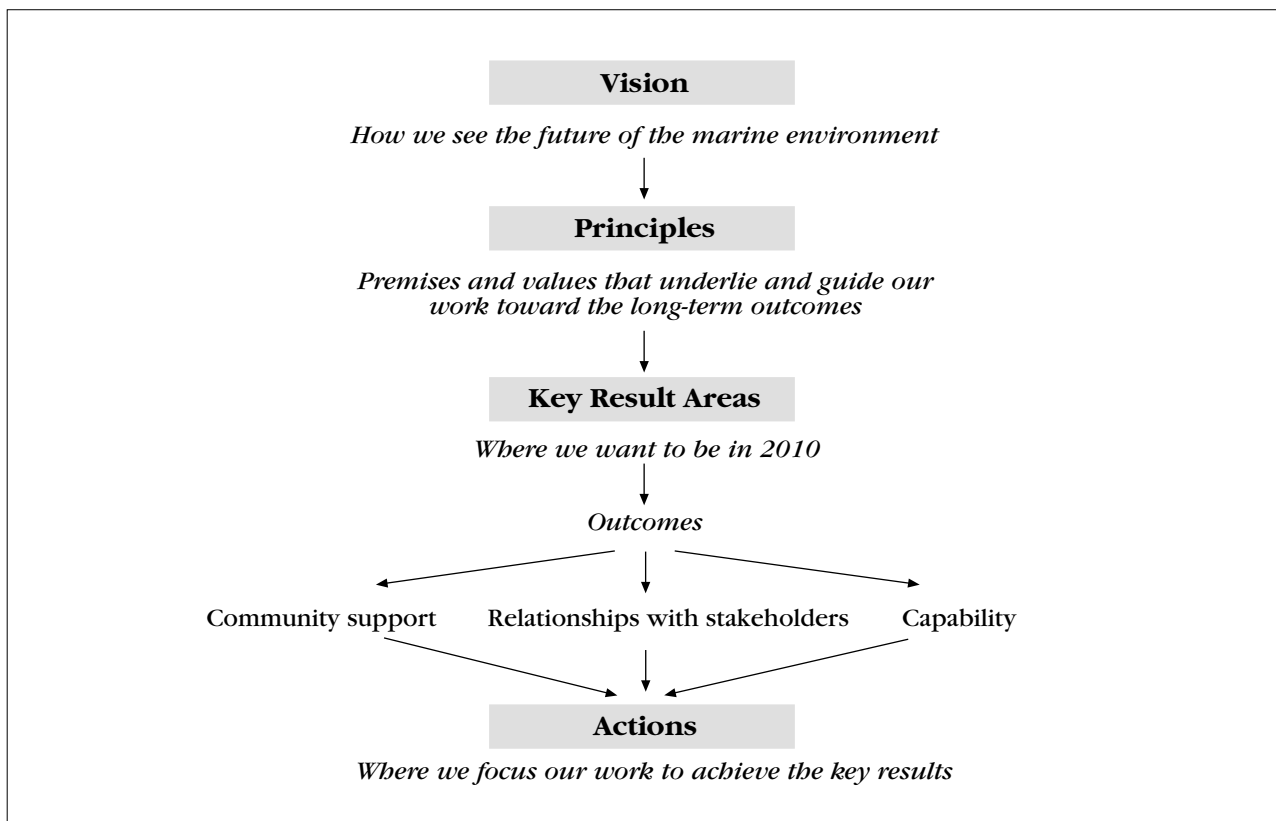 Vision
How we see the future of the marine environment
Principles
Premises and values that underlie and guide our
work toward the long-term outcomes
Key Result Areas
Where we want to be in 2010
Outcomes
Community support Relationships with stakeholders Capability
Actions
Where we focus our work to achieve the key results